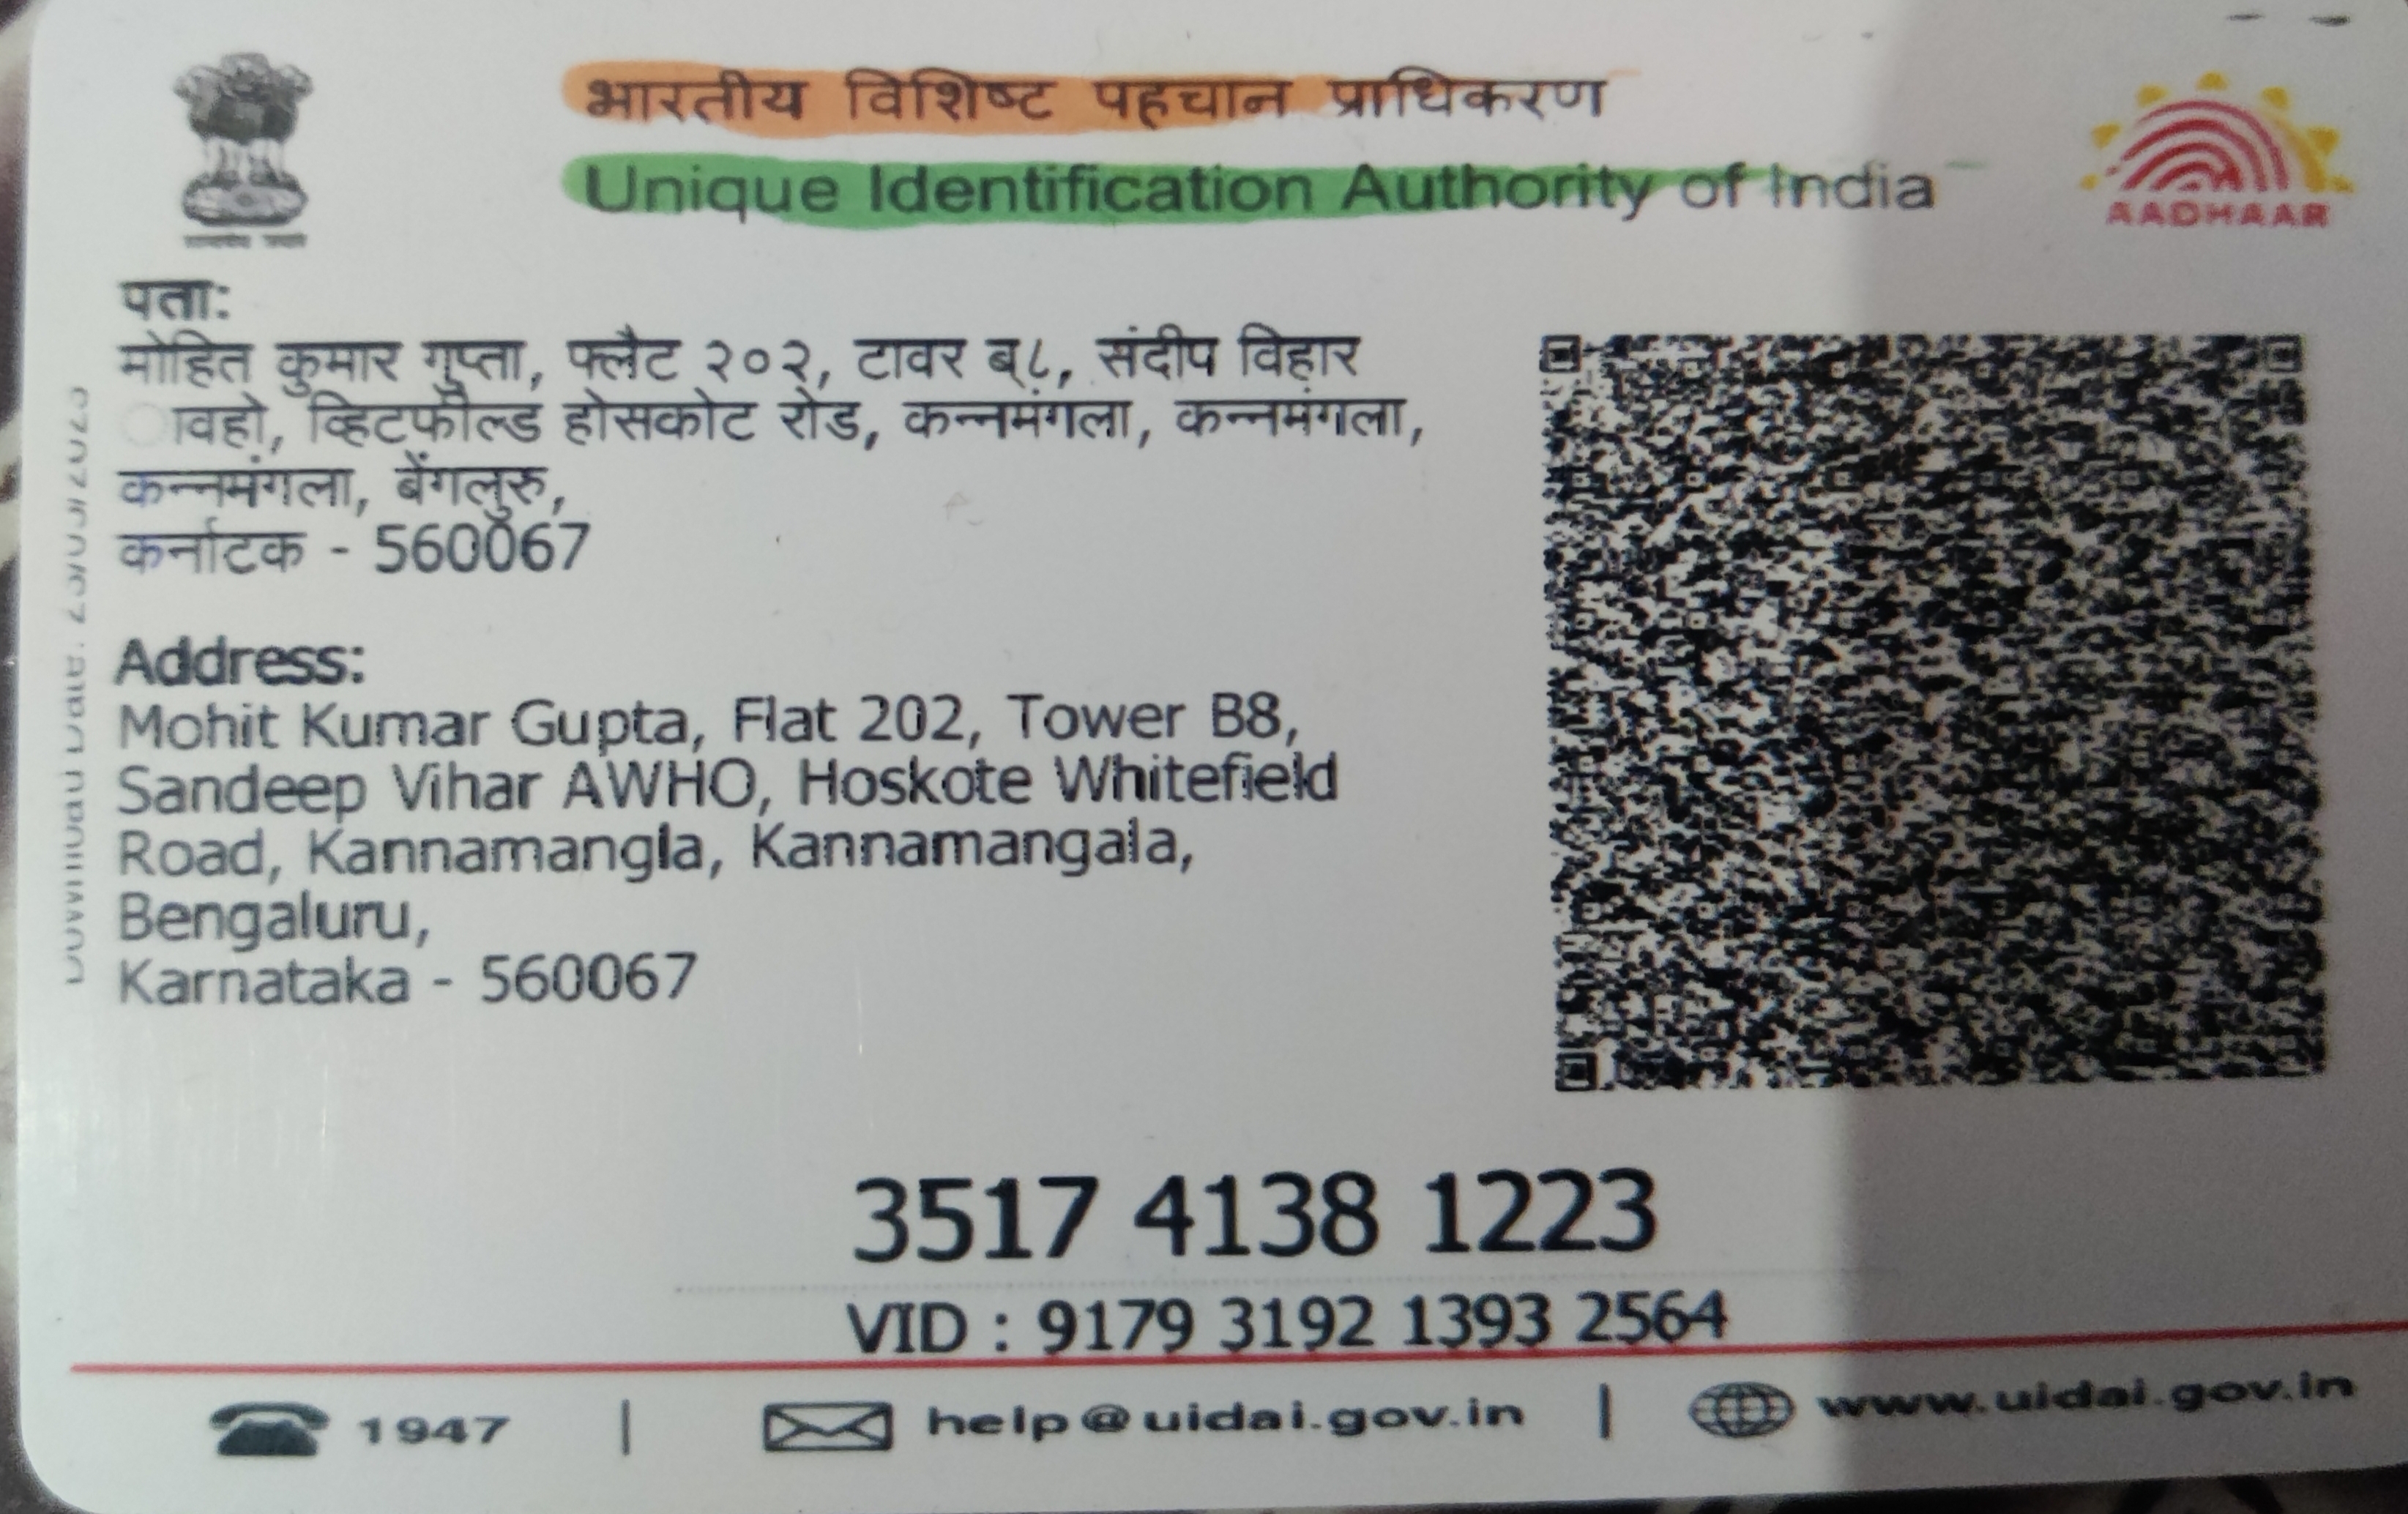 भारतीय विशिष्ट पहचान प्राधिकरण
Unique Identification Authority of India
AADHAAR
पता:
मोहित कुमार गुप्ता, फ्लैट २०२, टावर ब्८, संदीप विहार
ावहो, व्हिटफील्ड होसकोट रोड, कन्नमंगला, कन्नमंगला,
कन्नमंगला, बेंगलुरु,
कर्नाटक - 560067
Address:
Mohit Kumar Gupta, Flat 202, Tower B8,
Sandeep Vihar AWHO, Hoskote Whitefield
Road, Kannamangla, Kannamangala,
Bengaluru,
Karnataka - 560067
3517 4138 1223
VID : 9179 3192 1393 2564
1947 | help@uidai.gov.in | www.uidai.gov.in